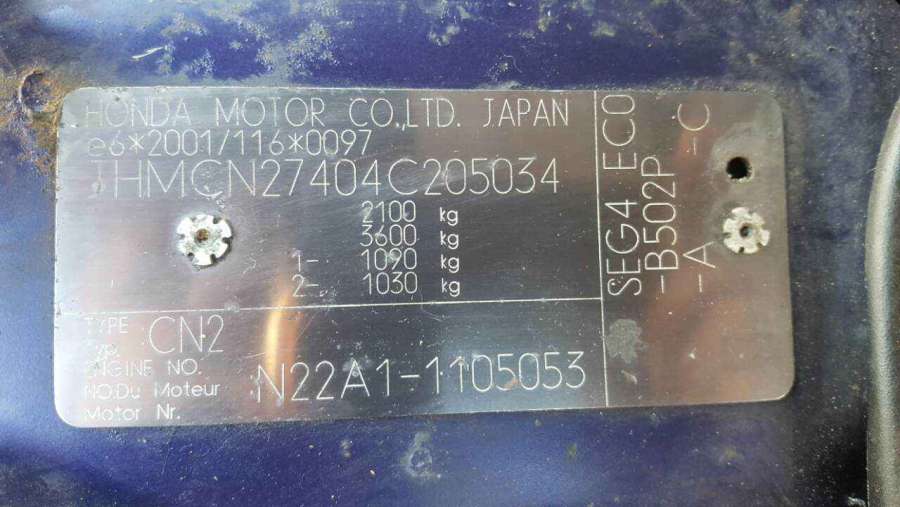 HONDA MOTOR CO.,LTD. JAPAN
e6*2001/116*0097
JHMCN27404C205034
2100 kg
3600 kg
1- 1090 kg
2- 1030 kg
TYPE
TYP. CN2
ENGINE NO.
NO.Du Moteur
Motor Nr.
N22A1-1105053
SEG4 ECO
-B502P -C
-A